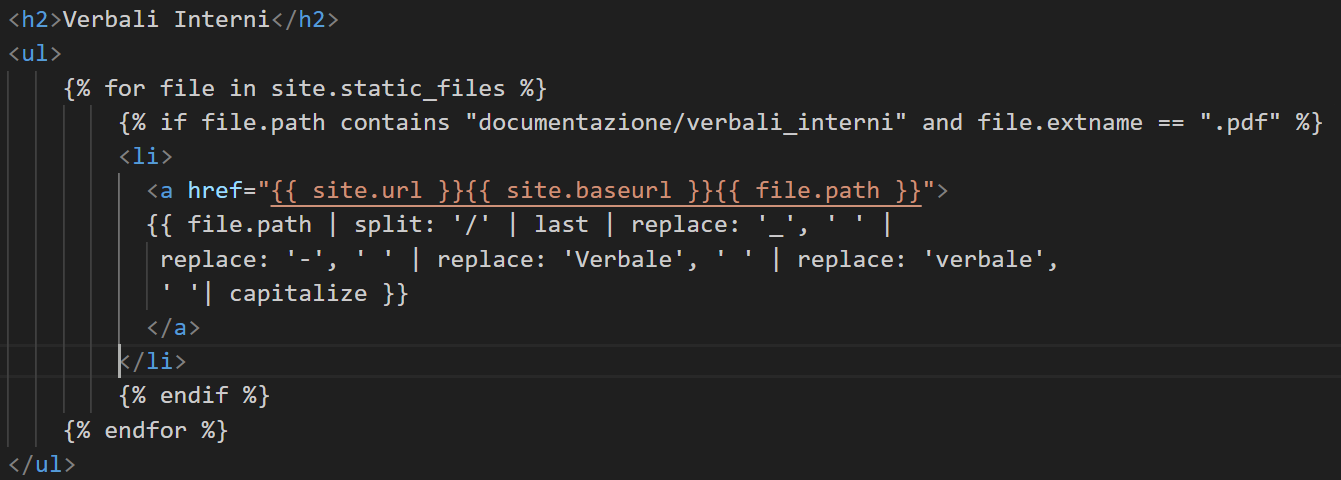 <h2>Verbali Interni</h2>
<ul>
    {% for file in site.static_files %}
        {% if file.path contains "documentazione/verbali_interni" and file.extname == ".pdf" %}
        <li>
          <a href="{{ site.url }}{{ site.baseurl }}{{ file.path }}">
          {{ file.path | split: '/' | last | replace: '_', ' ' |
           replace: '-', ' ' | replace: 'Verbale', ' ' | replace: 'verbale',
           ' '| capitalize }}
          </a>
        </li>
        {% endif %}
    {% endfor %}
</ul>